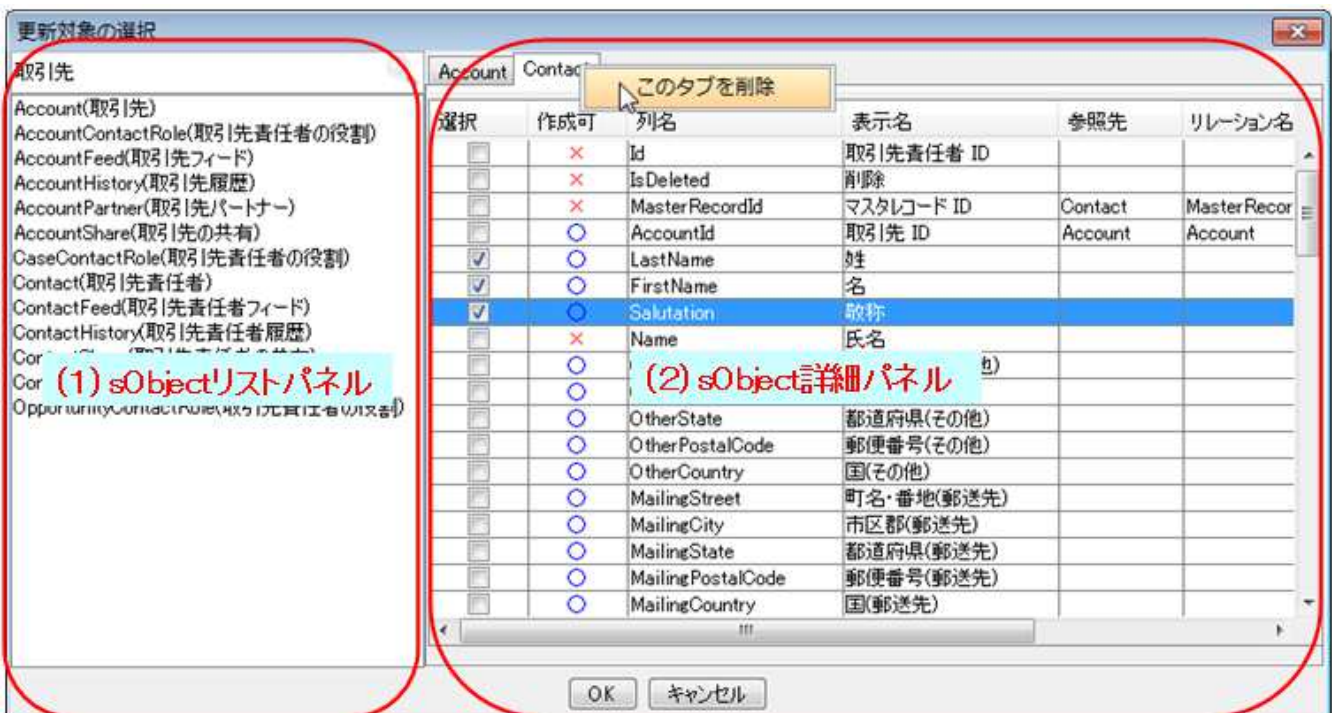 更新対象の選択
取引先
Account(取引先)
AccountContactRole(取引先責任者の役割)
AccountFeed(取引先フィード)
AccountHistory(取引先履歴)
AccountPartner(取引先パートナー)
AccountShare(取引先の共有)
CaseContactRole(取引先責任者の役割)
Contact(取引先責任者)
ContactFeed(取引先責任者フィード)
ContactHistory(取引先責任者履歴)
(1) sObjectリストパネル
OpportunityContactRole(取引先責任者の役割)
Account Contact
このタブを削除
選択 作成可 列名 表示名 参照先 リレーション名
× Id 取引先責任者 ID
× IsDeleted 削除
× MasterRecordId マスタレコード ID Contact MasterRecor
○ AccountId 取引先 ID Account Account
○ LastName 姓
○ FirstName 名
○ Salutation 敬称
× Name 氏名
(2) sObject詳細パネル
○ OtherState 都道府県(その他)
○ OtherPostalCode 郵便番号(その他)
○ OtherCountry 国(その他)
○ MailingStreet 町名・番地(郵送先)
○ MailingCity 市区郡(郵送先)
○ MailingState 都道府県(郵送先)
○ MailingPostalCode 郵便番号(郵送先)
○ MailingCountry 国(郵送先)
OK キャンセル